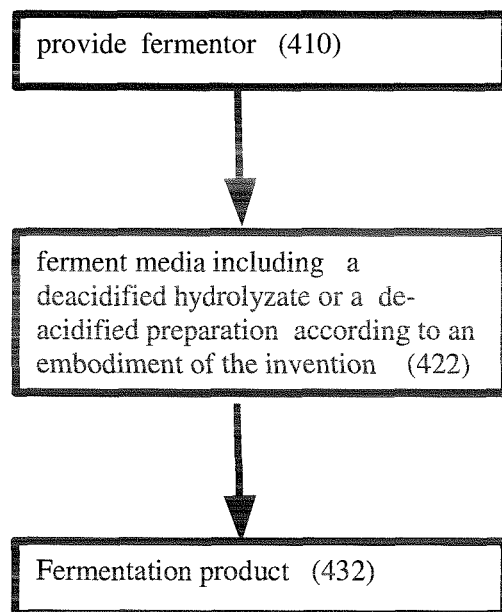 provide fermentor (410)
ferment media including a
deacidified hydrolyzate or a de-
acidified preparation according to an
embodiment of the invention (422)
Fermentation product (432)